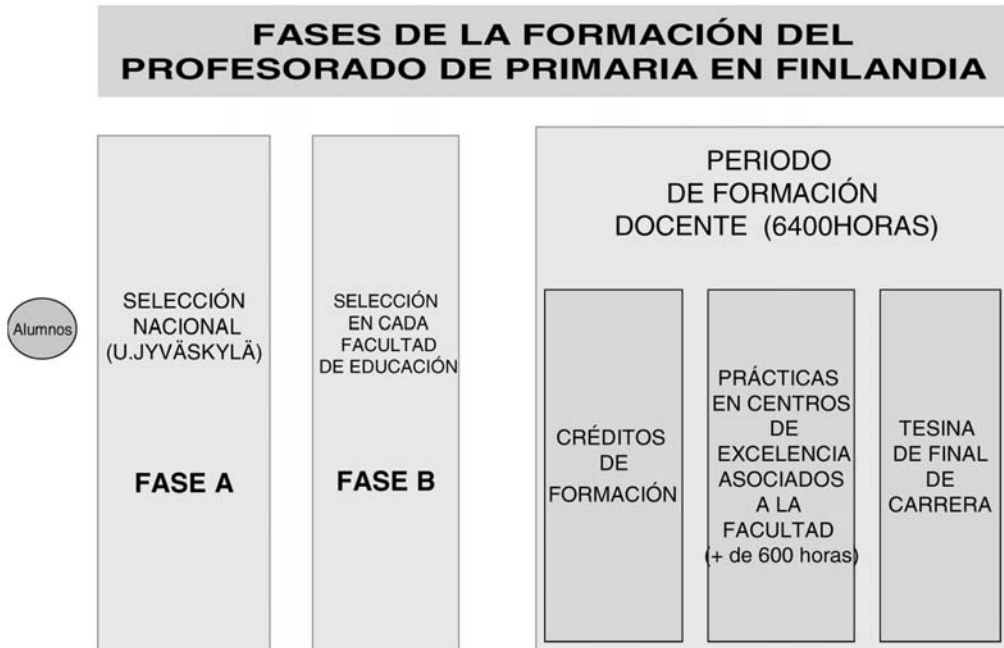 FASES DE LA FORMACIÓN DEL
PROFESORADO DE PRIMARIA EN FINLANDIA
Alumnos
SELECCIÓN
NACIONAL
(U.JYVÄSKYLÄ)
FASE A
SELECCIÓN
EN CADA
FACULTAD
DE EDUCACIÓN
FASE B
PERIODO
DE FORMACIÓN
DOCENTE (6400HORAS)
CRÉDITOS
DE
FORMACIÓN
PRÁCTICAS
EN CENTROS
DE
EXCELENCIA
ASOCIADOS
A LA
FACULTAD
(+ de 600 horas)
TESINA
DE FINAL
DE
CARRERA